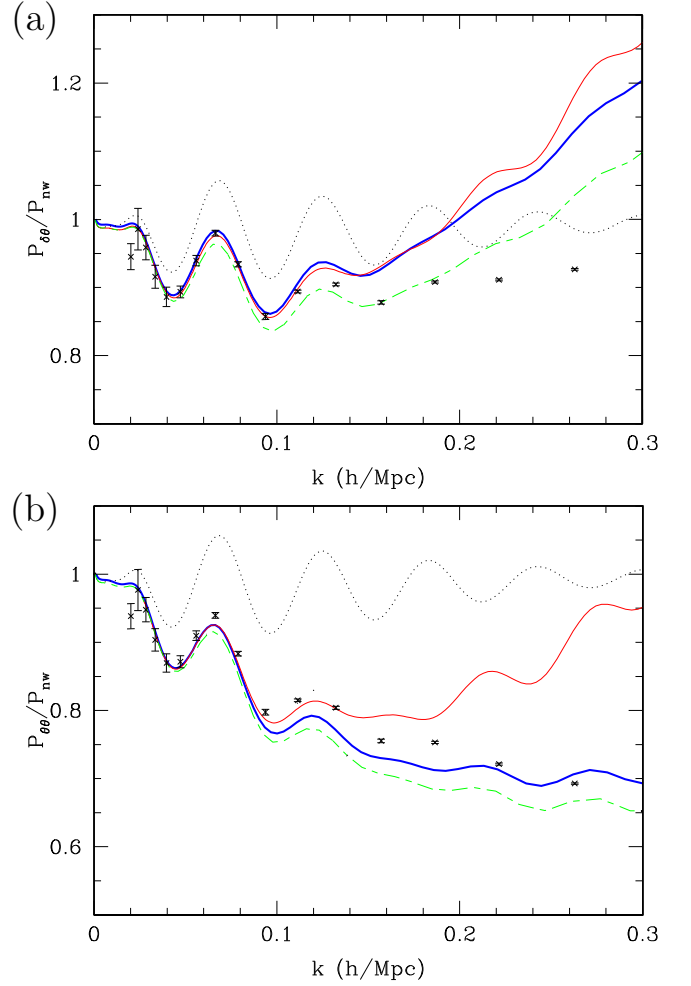 (a)
1.2
1
0.8
P_δθ/P_nw
0 0.1 0.2 0.3
k (h/Mpc)
(b)
1
0.8
0.6
P_θθ/P_nw
0 0.1 0.2 0.3
k (h/Mpc)